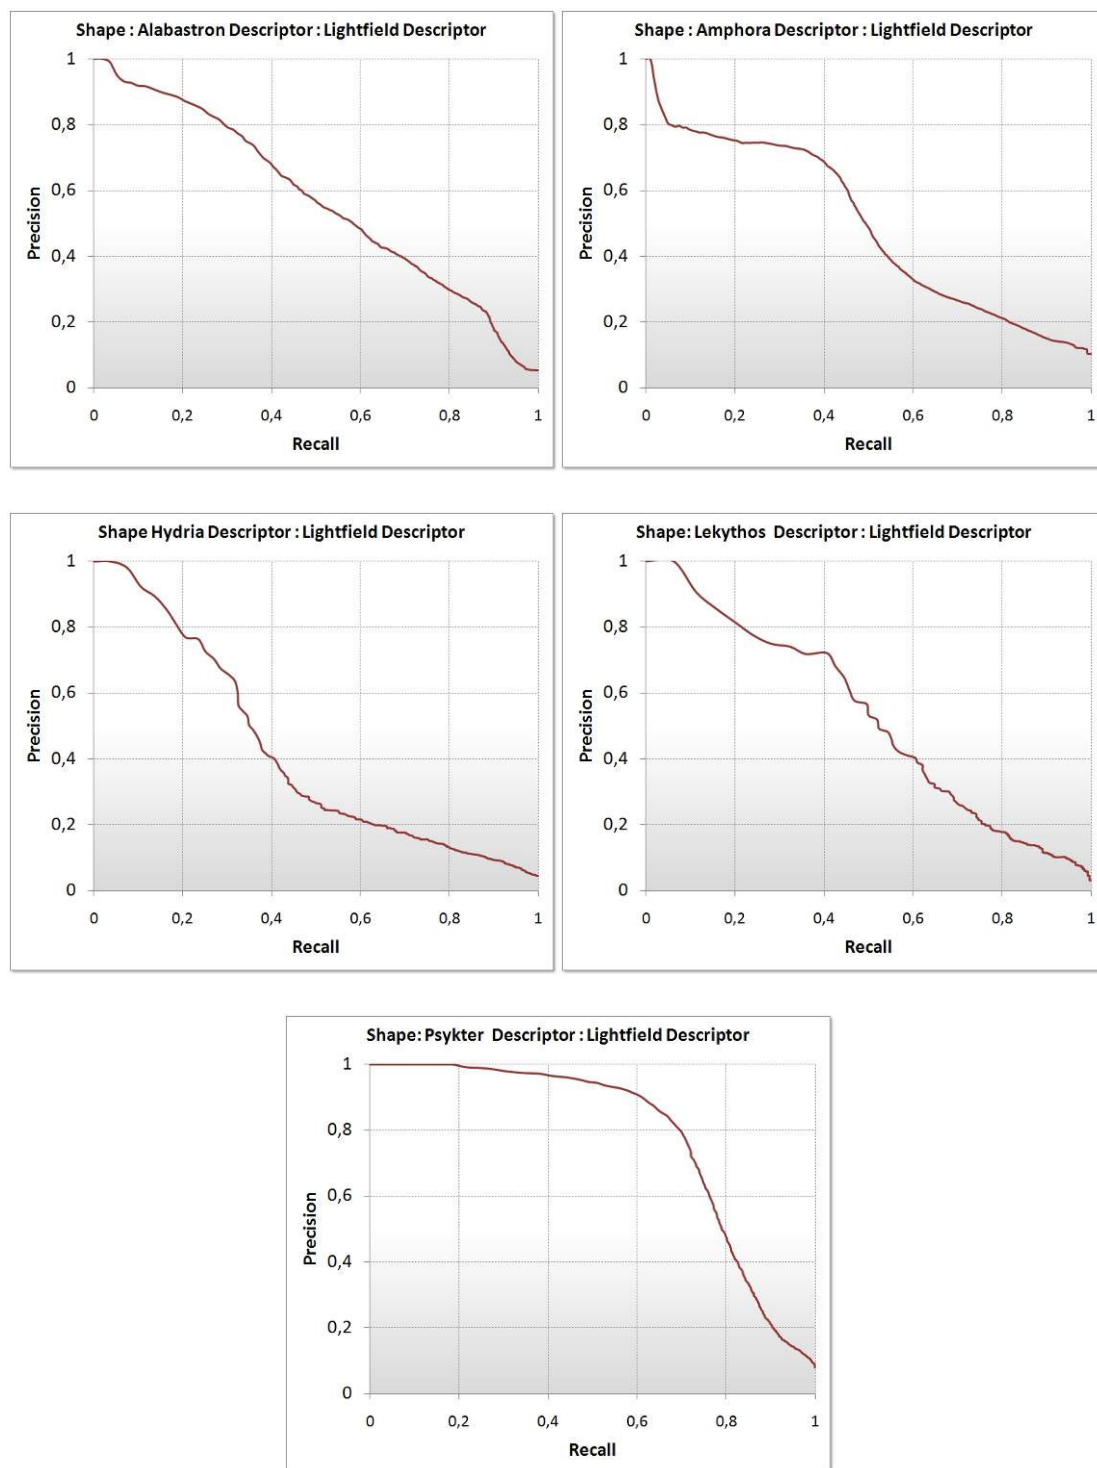 Shape : Alabastron Descriptor : Lightfield Descriptor
1
0,8
0,6
0,4
0,2
0
Precision
0 0,2 0,4 0,6 0,8 1
Recall
Shape : Amphora Descriptor : Lightfield Descriptor
1
0,8
0,6
0,4
0,2
0
Precision
0 0,2 0,4 0,6 0,8 1
Recall
Shape Hydria Descriptor : Lightfield Descriptor
1
0,8
0,6
0,4
0,2
0
Precision
0 0,2 0,4 0,6 0,8 1
Recall
Shape: Lekythos Descriptor : Lightfield Descriptor
1
0,8
0,6
0,4
0,2
0
Precision
0 0,2 0,4 0,6 0,8 1
Recall
Shape: Psykter Descriptor : Lightfield Descriptor
1
0,8
0,6
0,4
0,2
0
Precision
0 0,2 0,4 0,6 0,8 1
Recall